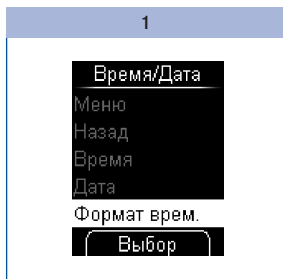 1
Время/Дата
Меню
Назад
Время
Дата
Формат врем.
Выбор